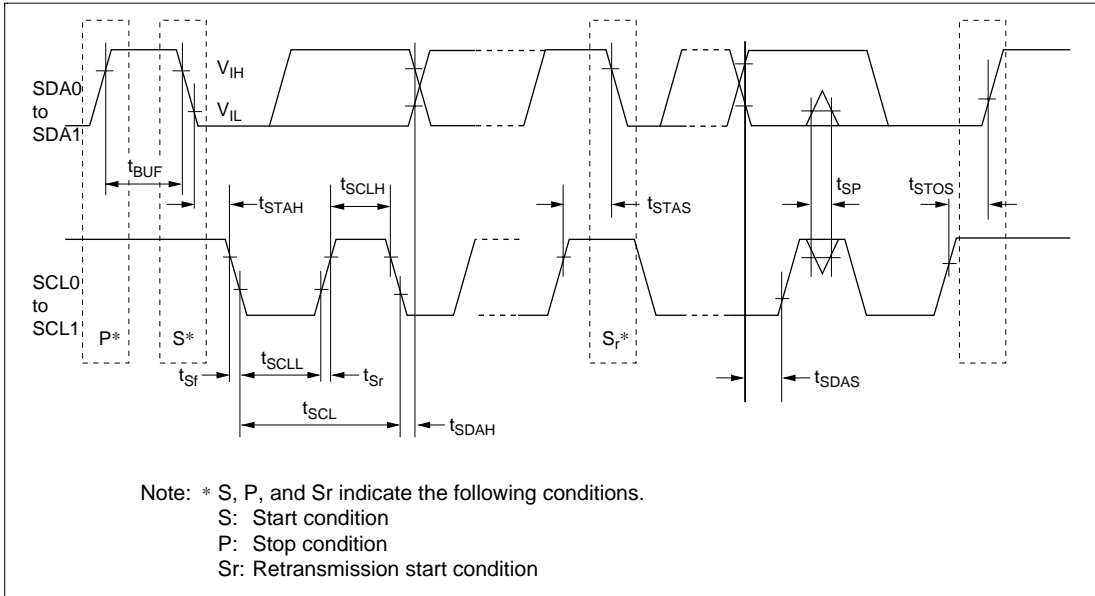 SDA0
to
SDA1
VIH
VIL
tBUF
tSTAH
tSCLH
tSTAS
tSP
tSTOS
SCL0
to
SCL1
P*
S*
Sr*
tSf
tSCLL
tSr
tSCL
tSDAH
tSDAS
Note: * S, P, and Sr indicate the following conditions.
S: Start condition
P: Stop condition
Sr: Retransmission start condition